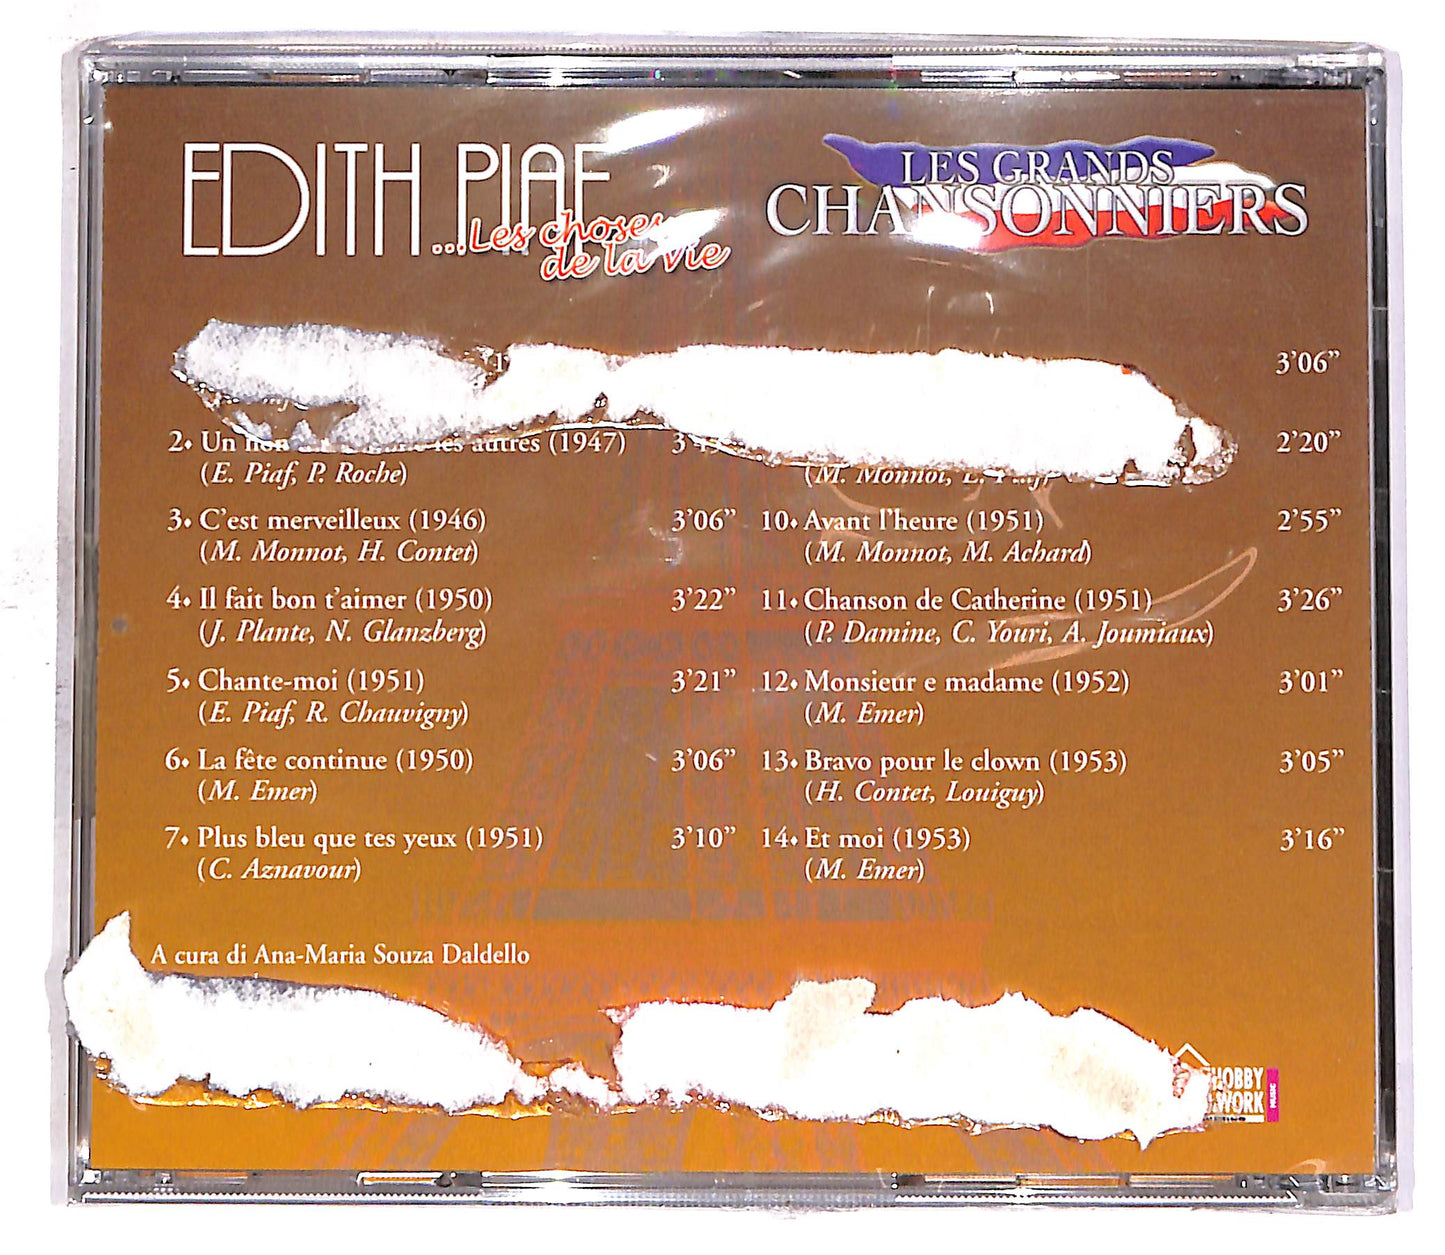 EDITH PIAF
...Les choses
de la vie
LES GRANDS
CHANSONNIERS
2♦ Un les autres (1947)
(E. Piaf, P. Roche)
3♦ C'est merveilleux (1946) 3'06”
(M. Monnot, H. Contet)
4♦ Il fait bon t'aimer (1950) 3'22”
(J. Plante, N. Glanzberg)
5♦ Chante-moi (1951) 3'21”
(E. Piaf, R. Chauvigny)
6♦ La fête continue (1950) 3'06”
(M. Emer)
7♦ Plus bleu que tes yeux (1951) 3'10”
(C. Aznavour)
3'06”
2'20”
(M. Monnot,
10♦ Avant l'heure (1951) 2'55”
(M. Monnot, M. Achard)
11♦ Chanson de Catherine (1951) 3'26”
(P. Damine, C. Youri, A. Joumiaux)
12♦ Monsieur e madame (1952) 3'01”
(M. Emer)
13♦ Bravo pour le clown (1953) 3'05”
(H. Contet, Louiguy)
14♦ Et moi (1953) 3'16”
(M. Emer)
A cura di Ana-Maria Souza Daldello
HOBBY
WORK
MUSIC